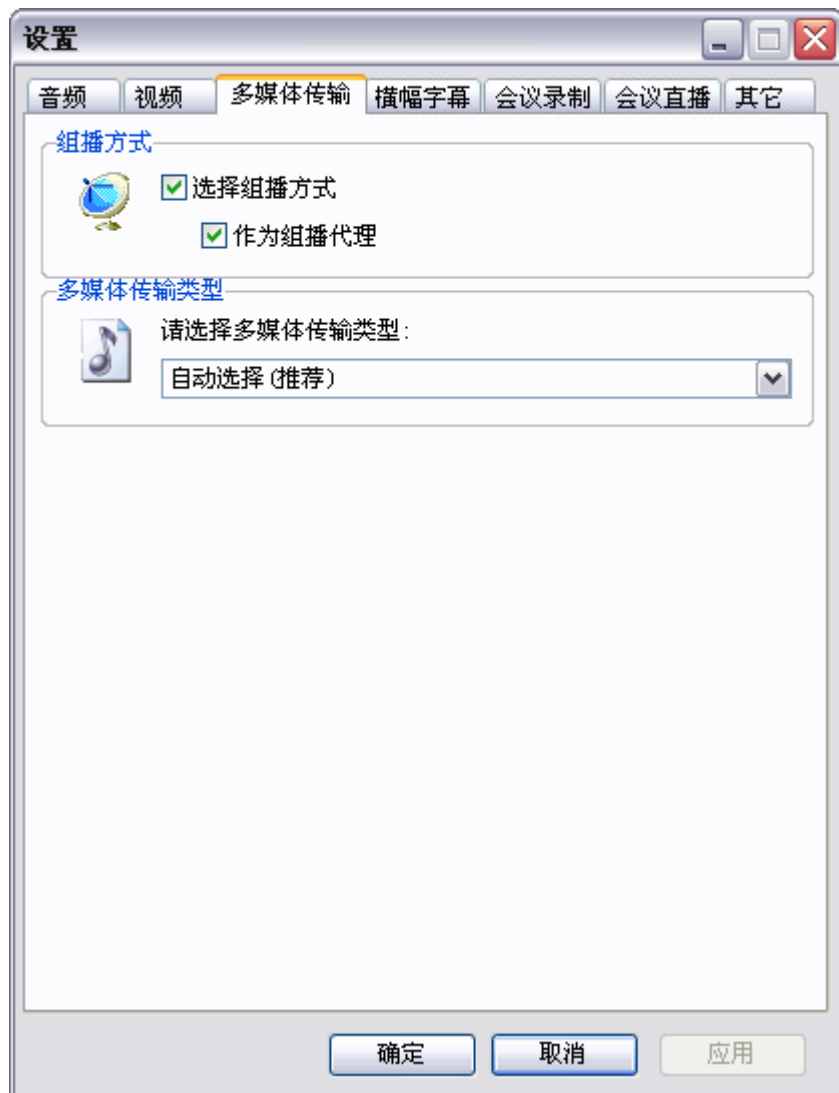 设置
音频 视频 多媒体传输 横幅字幕 会议录制 会议直播 其它
组播方式
选择组播方式
作为组播代理
多媒体传输类型
请选择多媒体传输类型:
自动选择(推荐)
确定 取消 应用